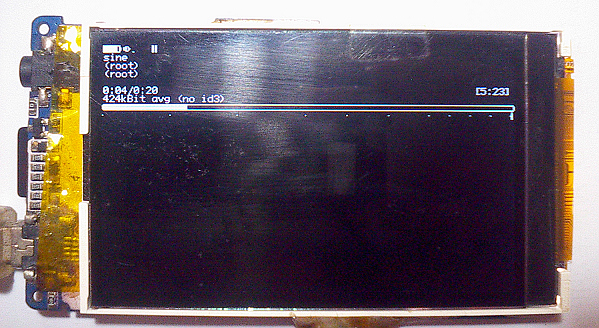 sine
(root)
(root)
0:04/0:20 [5:23]
424kBit avg (no id3)